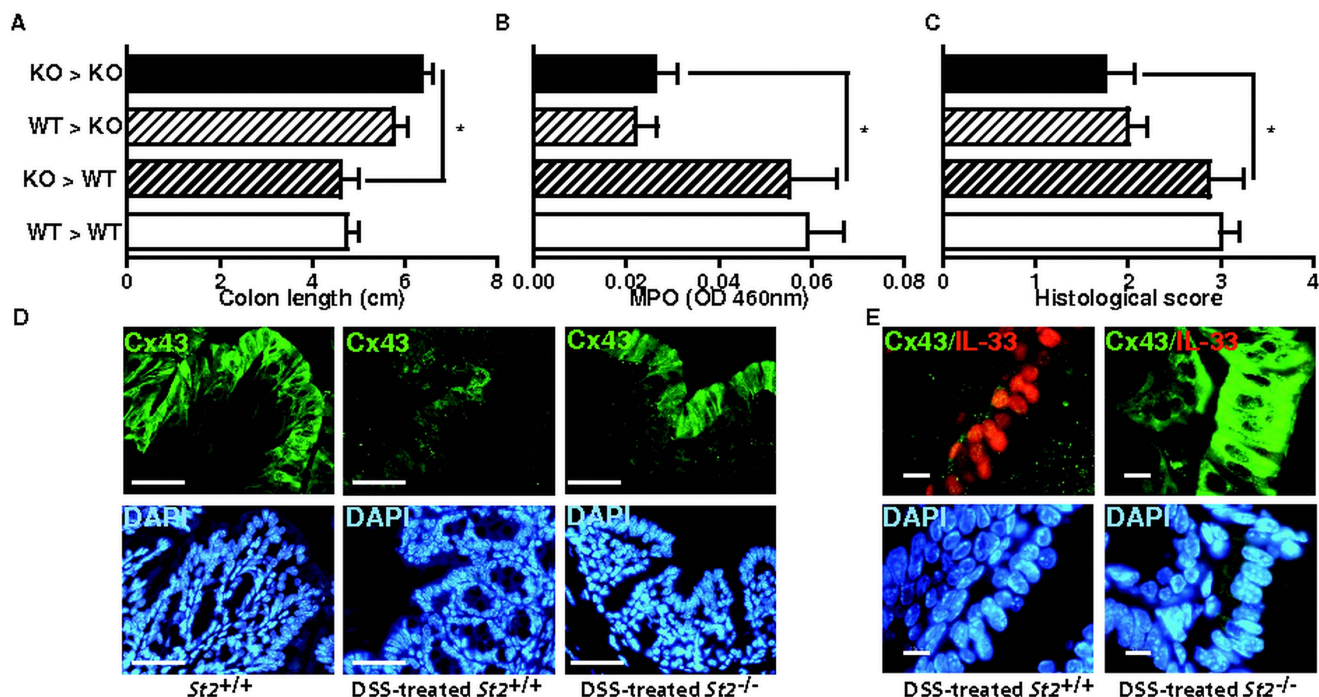 A
B
C
KO > KO
WT > KO
KO > WT
WT > WT
*
*
*
0 2 4 6 8
0.00 0.02 0.04 0.06 0.08
0 1 2 3 4
Colon length (cm)
MPO (OD 460nm)
Histological score
D
E
Cx43
Cx43
Cx43
Cx43/IL-33
Cx43/IL-33
DAPI
DAPI
DAPI
DAPI
DAPI
St2+/+
DSS-treated St2+/+
DSS-treated St2-/-
DSS-treated St2+/+
DSS-treated St2-/-